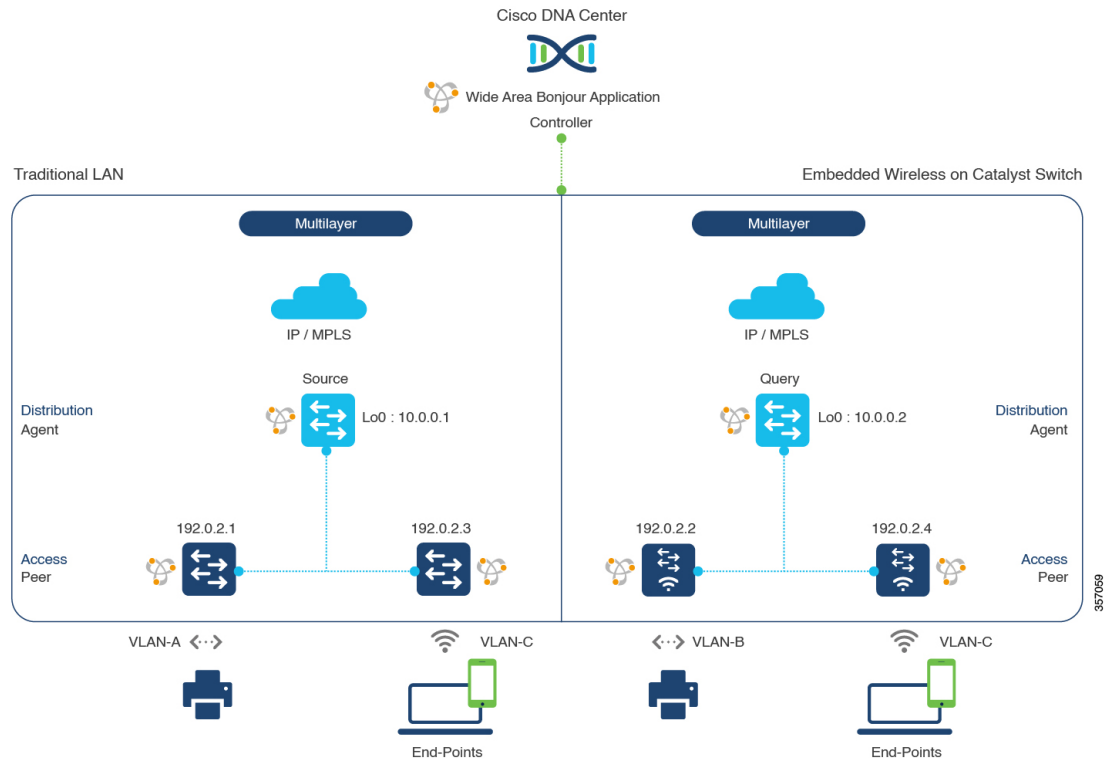 Cisco DNA Center
Wide Area Bonjour Application
Controller
Traditional LAN
Embedded Wireless on Catalyst Switch
Multilayer
Multilayer
IP / MPLS
IP / MPLS
Source
Query
Distribution
Agent
Lo0 : 10.0.0.1
Lo0 : 10.0.0.2
Distribution
Agent
192.0.2.1
192.0.2.3
192.0.2.2
192.0.2.4
Access
Peer
Access
Peer
357059
VLAN-A
VLAN-C
VLAN-B
VLAN-C
End-Points
End-Points